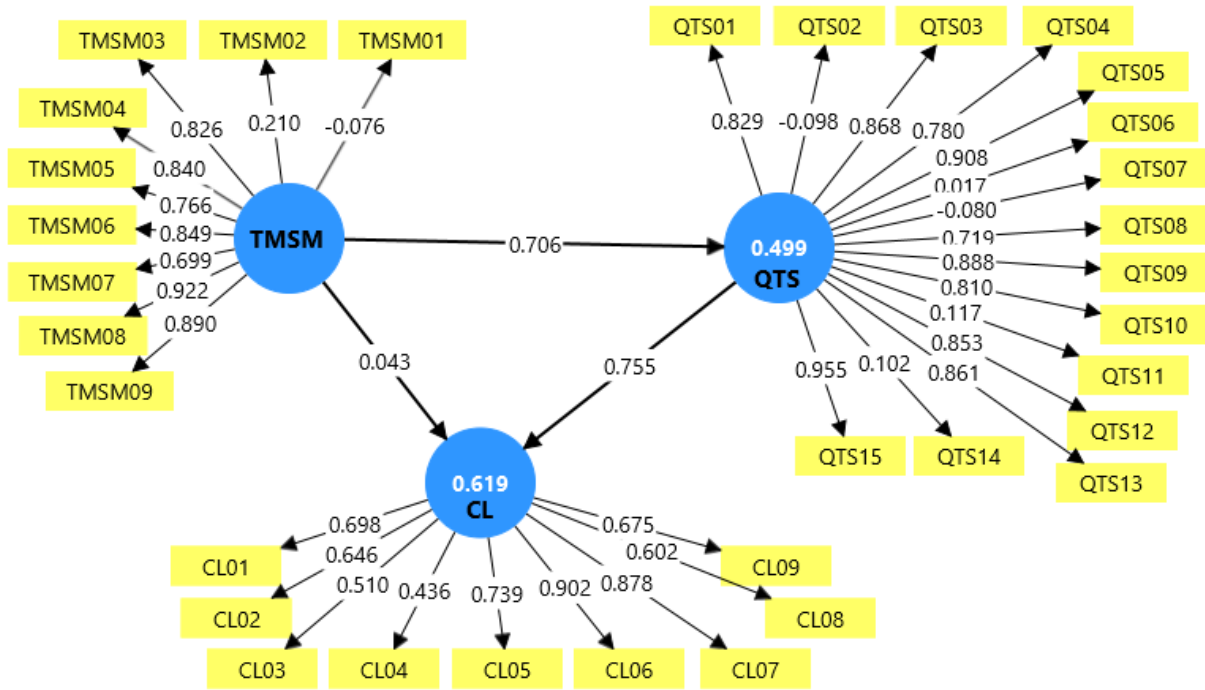 TMSM03
TMSM02
TMSM01
TMSM04
TMSM05
TMSM06
TMSM07
TMSM08
TMSM09
0.826
0.210
-0.076
0.840
0.766
0.849
0.699
0.922
0.890
TMSM
0.706
0.043
0.755
QTS01
QTS02
QTS03
QTS04
QTS05
QTS06
QTS07
QTS08
QTS09
QTS10
QTS11
QTS12
QTS13
QTS14
QTS15
0.829
-0.098
0.868
0.780
0.908
0.017
-0.080
0.719
0.888
0.810
0.117
0.853
0.861
0.102
0.955
0.499
QTS
0.619
CL
0.698
0.646
0.510
0.436
0.739
0.902
0.878
0.602
0.675
CL01
CL02
CL03
CL04
CL05
CL06
CL07
CL08
CL09